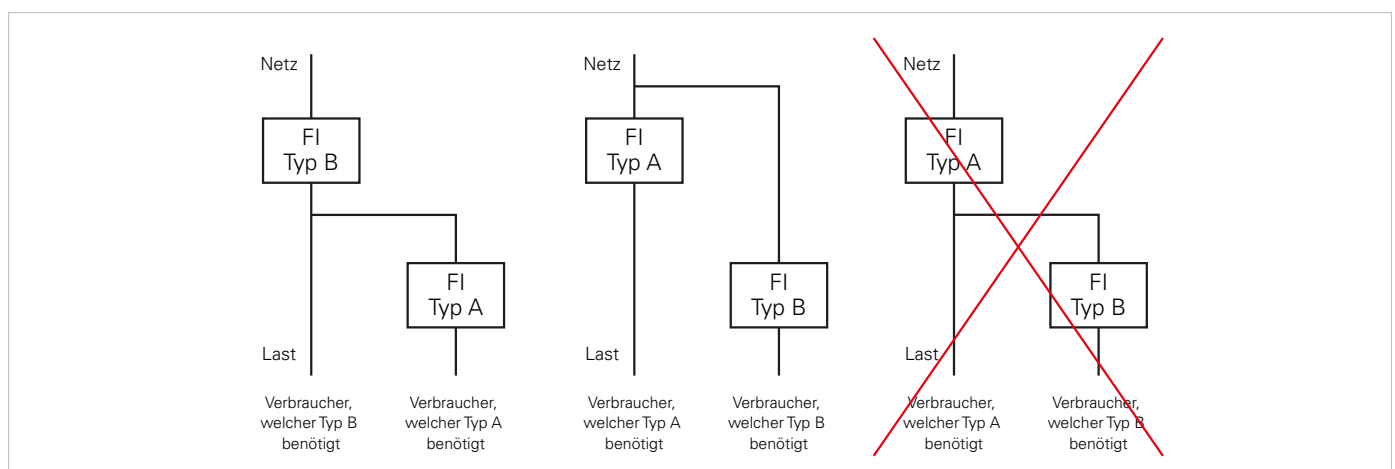 Netz
FI
Typ B
FI
Typ A
Last
Verbraucher,
welcher Typ B
benötigt
Verbraucher,
welcher Typ A
benötigt
Netz
FI
Typ A
FI
Typ B
Verbraucher,
welcher Typ A
benötigt
Verbraucher,
welcher Typ B
benötigt
Netz
FI
Typ A
FI
Typ B
Last
Verbraucher,
welcher Typ A
benötigt
Verbraucher,
welcher Typ B
benötigt